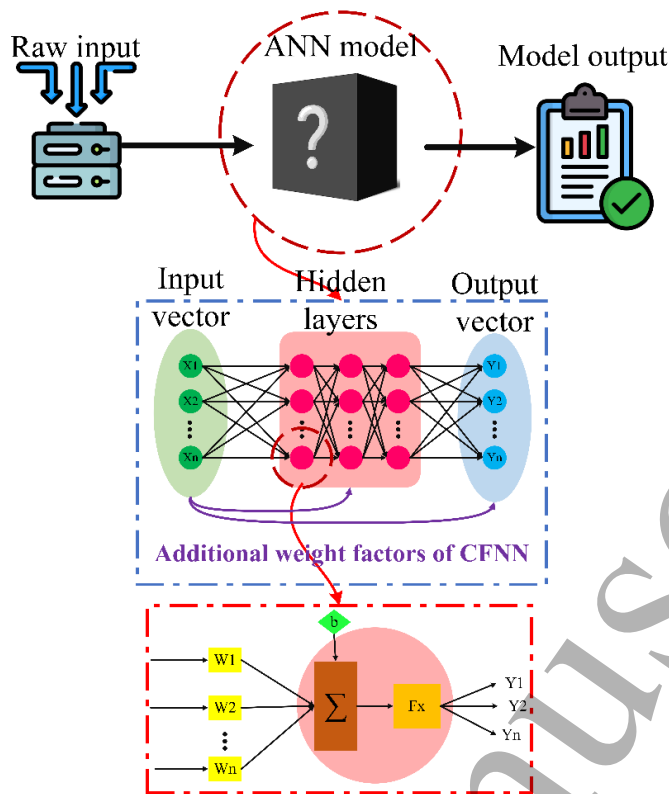 Raw input
ANN model
Model output
?
Input
vector
Hidden
layers
Output
vector
X1
X2
Xn
Y1
Y2
Yn
Additional weight factors of CFNN
b
W1
W2
Wn
Σ
Fx
Y1
Y2
Yn